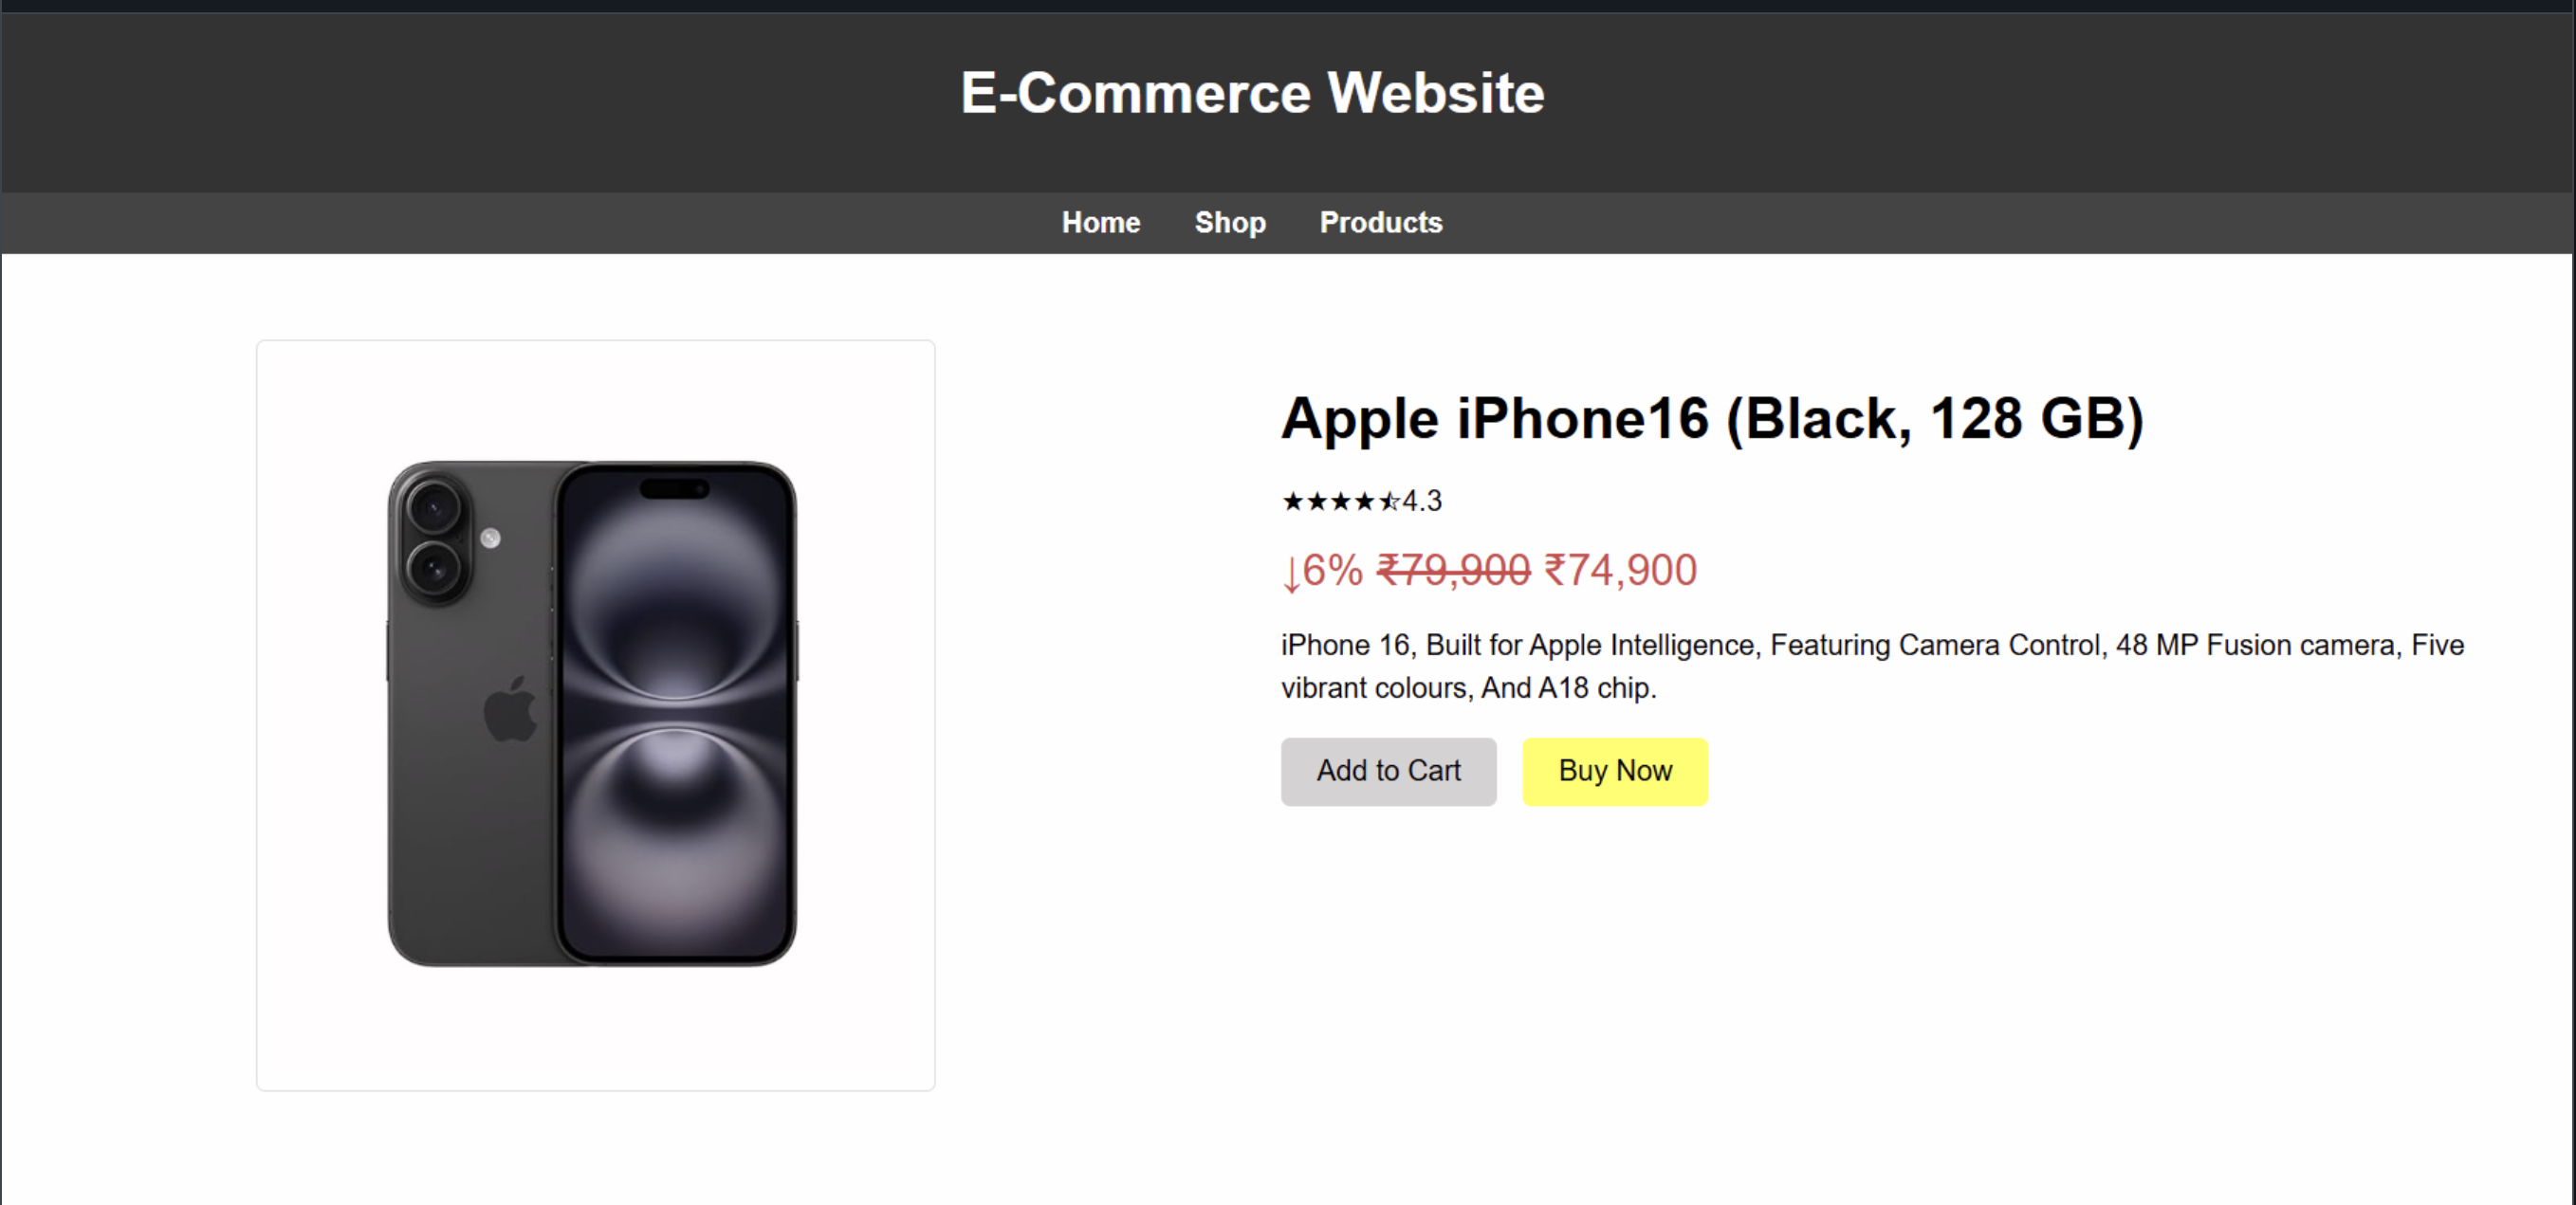 E-Commerce Website
Home Shop Products
Apple iPhone16 (Black, 128 GB)
★★★★⯪4.3
↓6% ₹79,900 ₹74,900
iPhone 16, Built for Apple Intelligence, Featuring Camera Control, 48 MP Fusion camera, Five
vibrant colours, And A18 chip.
Add to Cart Buy Now